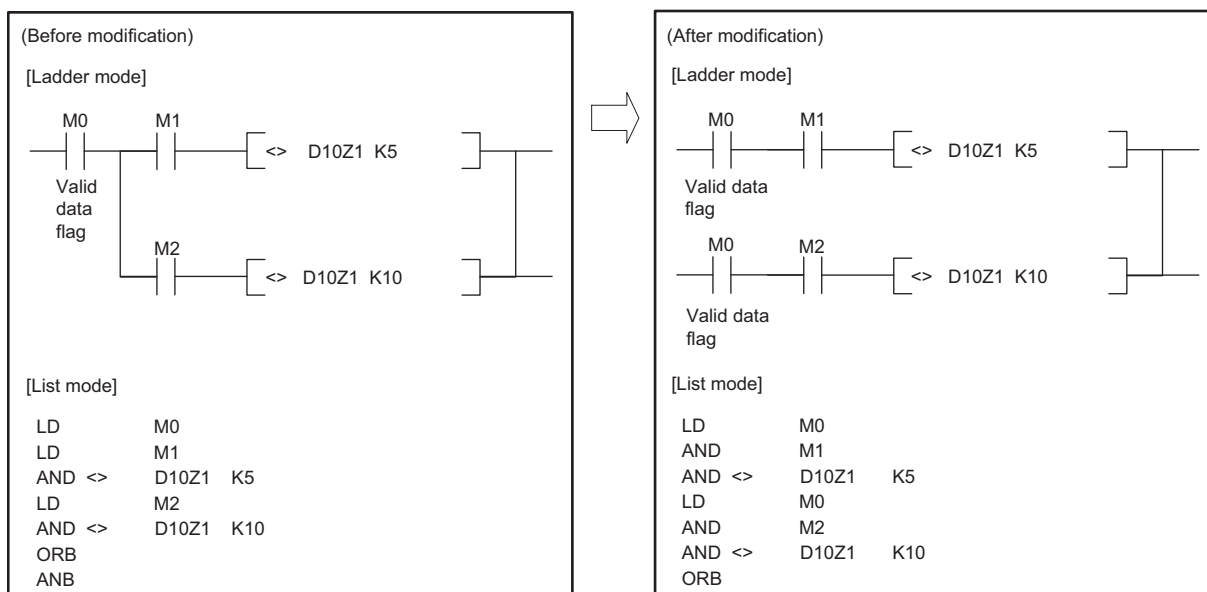 (Before modification)
[Ladder mode]
M0 M1
<> D10Z1 K5
Valid
data
flag
M2
<> D10Z1 K10
[List mode]
LD M0
LD M1
AND <> D10Z1 K5
LD M2
AND <> D10Z1 K10
ORB
ANB
(After modification)
[Ladder mode]
M0 M1
<> D10Z1 K5
Valid data
flag
M0 M2
<> D10Z1 K10
Valid data
flag
[List mode]
LD M0
AND M1
AND <> D10Z1 K5
LD M0
AND M2
AND <> D10Z1 K10
ORB